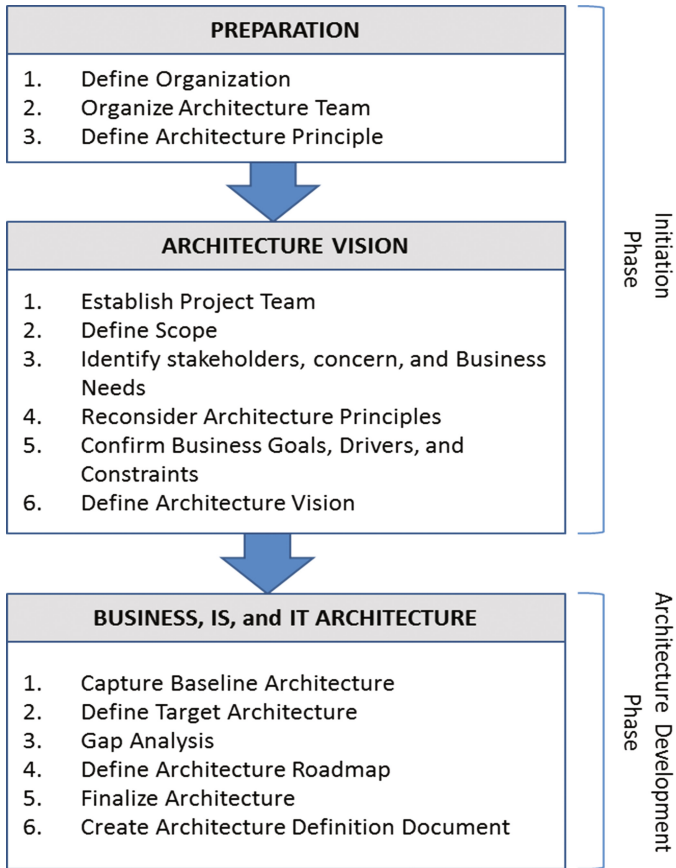 PREPARATION
1. Define Organization
2. Organize Architecture Team
3. Define Architecture Principle
ARCHITECTURE VISION
1. Establish Project Team
2. Define Scope
3. Identify stakeholders, concern, and Business
Needs
4. Reconsider Architecture Principles
5. Confirm Business Goals, Drivers, and
Constraints
6. Define Architecture Vision
Initiation
Phase
BUSINESS, IS, and IT ARCHITECTURE
1. Capture Baseline Architecture
2. Define Target Architecture
3. Gap Analysis
4. Define Architecture Roadmap
5. Finalize Architecture
6. Create Architecture Definition Document
Architecture Development
Phase